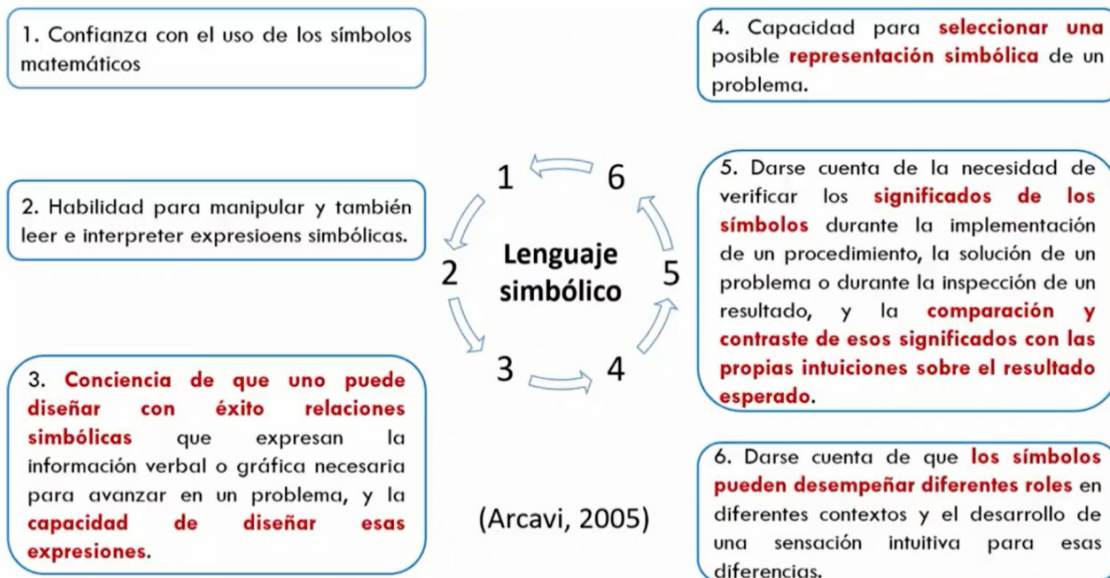 1. Confianza con el uso de los símbolos
matemáticos
2. Habilidad para manipular y también
leer e interpreter expresioens simbólicas.
3. Conciencia de que uno puede
diseñar con éxito relaciones
simbólicas que expresan la
información verbal o gráfica necesaria
para avanzar en un problema, y la
capacidad de diseñar esas
expresiones.
1 6
2 Lenguaje 5
simbólico
3 4
(Arcavi, 2005)
4. Capacidad para seleccionar una
posible representación simbólica de un
problema.
5. Darse cuenta de la necesidad de
verificar los significados de los
símbolos durante la implementación
de un procedimiento, la solución de un
problema o durante la inspección de un
resultado, y la comparación y
contraste de esos significados con las
propias intuiciones sobre el resultado
esperado.
6. Darse cuenta de que los símbolos
pueden desempeñar diferentes roles en
diferentes contextos y el desarrollo de
una sensación intuitiva para esas
diferencias.